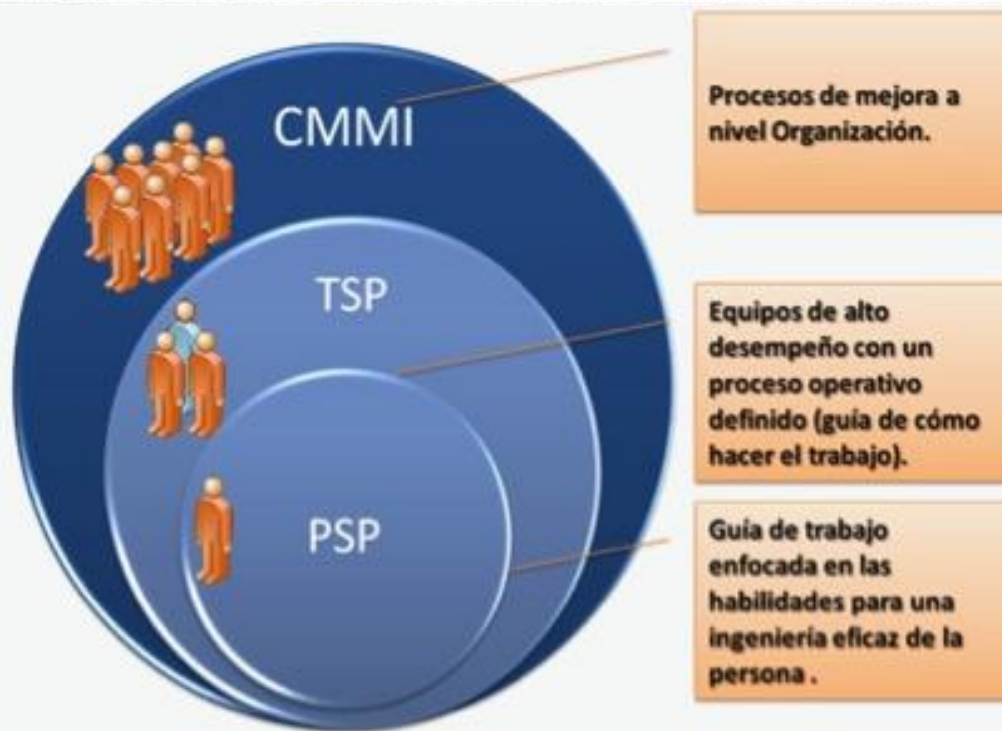 CMMI
Procesos de mejora a
nivel Organización.
TSP
Equipos de alto
desempeño con un
proceso operativo
definido (guía de cómo
hacer el trabajo).
PSP
Guía de trabajo
enfocada en las
habilidades para una
ingeniería eficaz de la
persona .